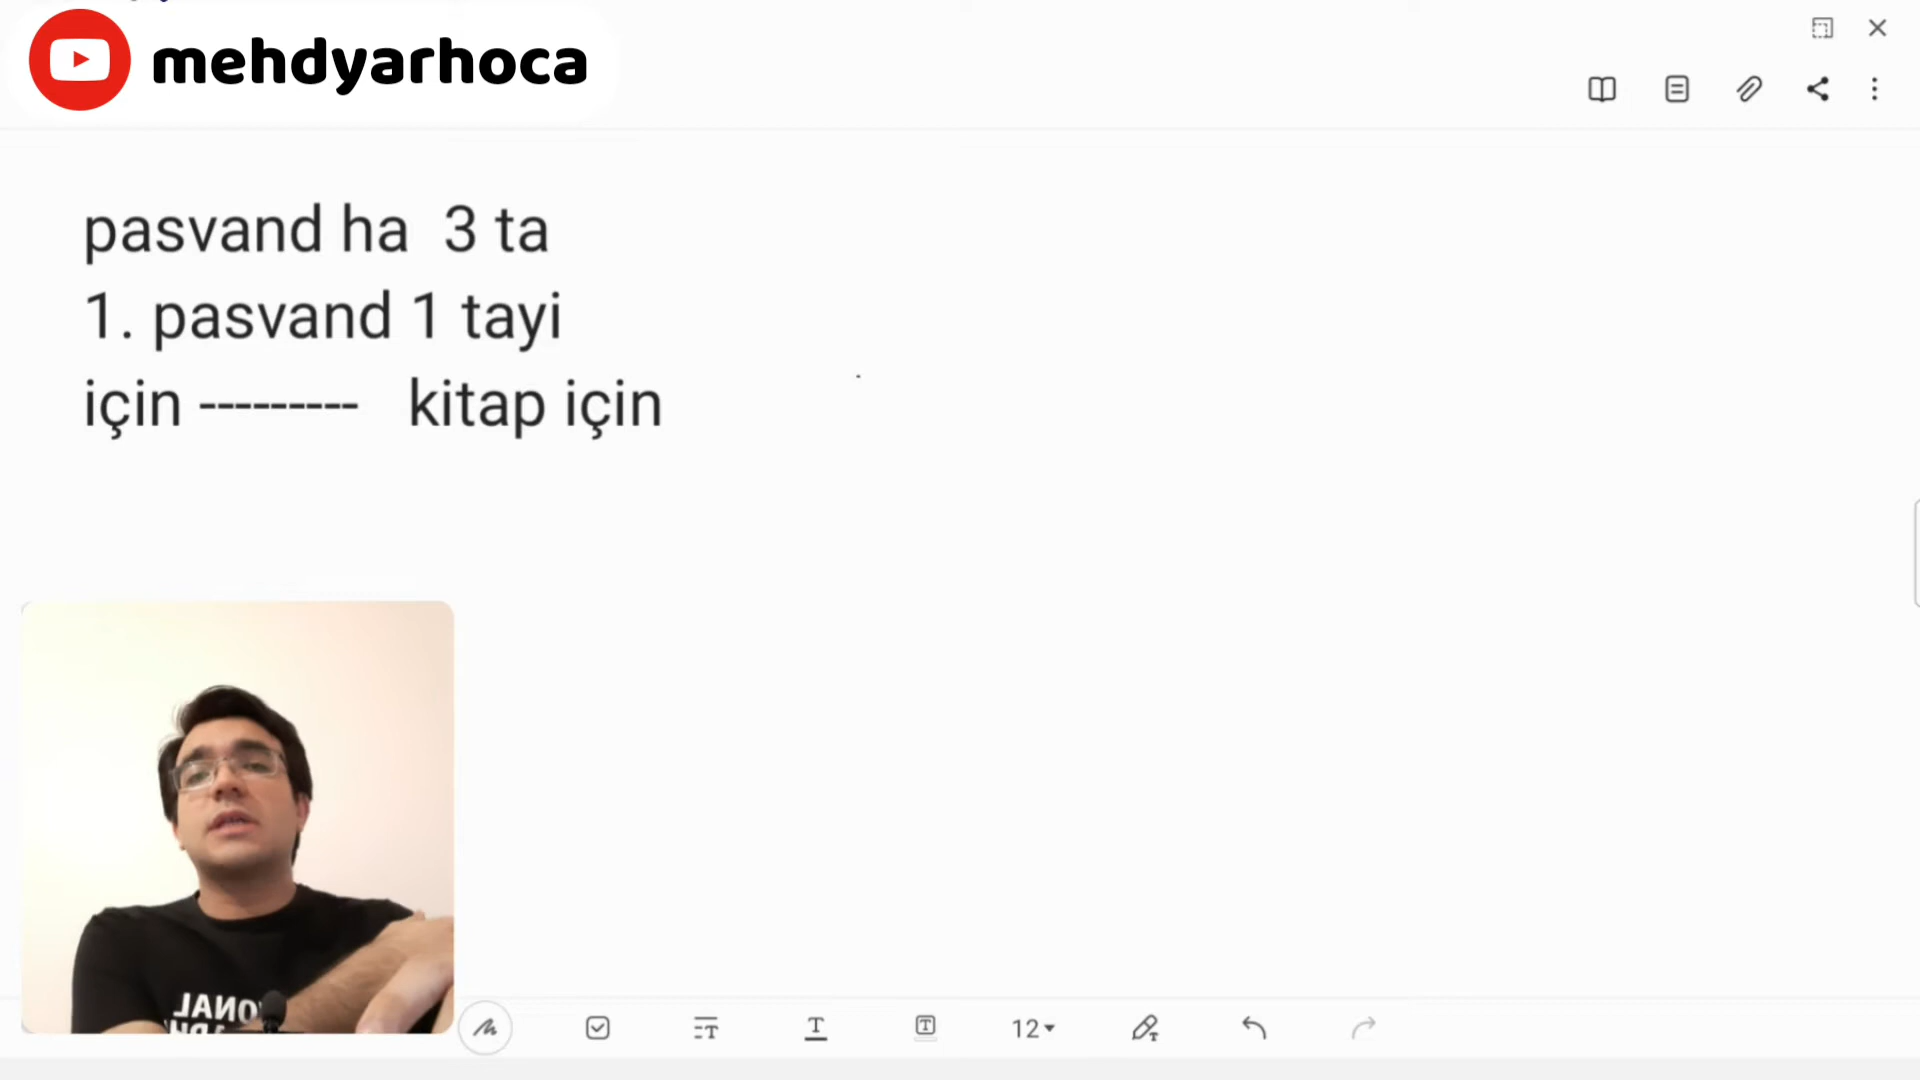 mehdyarhoca
pasvand ha 3 ta
1. pasvand 1 tayi
için --------- kitap için
12